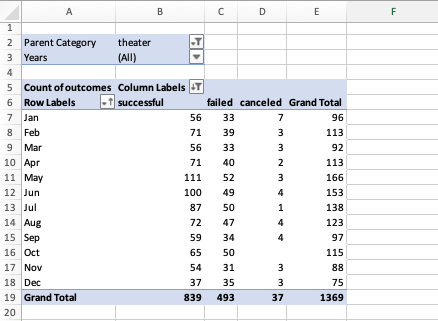 A B C D E F
1
2 Parent Category theater
3 Years (All)
4
5 Count of outcomes Column Labels
6 Row Labels successful failed canceled Grand Total
7 Jan 56 33 7 96
8 Feb 71 39 3 113
9 Mar 56 33 3 92
10 Apr 71 40 2 113
11 May 111 52 3 166
12 Jun 100 49 4 153
13 Jul 87 50 1 138
14 Aug 72 47 4 123
15 Sep 59 34 4 97
16 Oct 65 50 115
17 Nov 54 31 3 88
18 Dec 37 35 3 75
19 Grand Total 839 493 37 1369
20